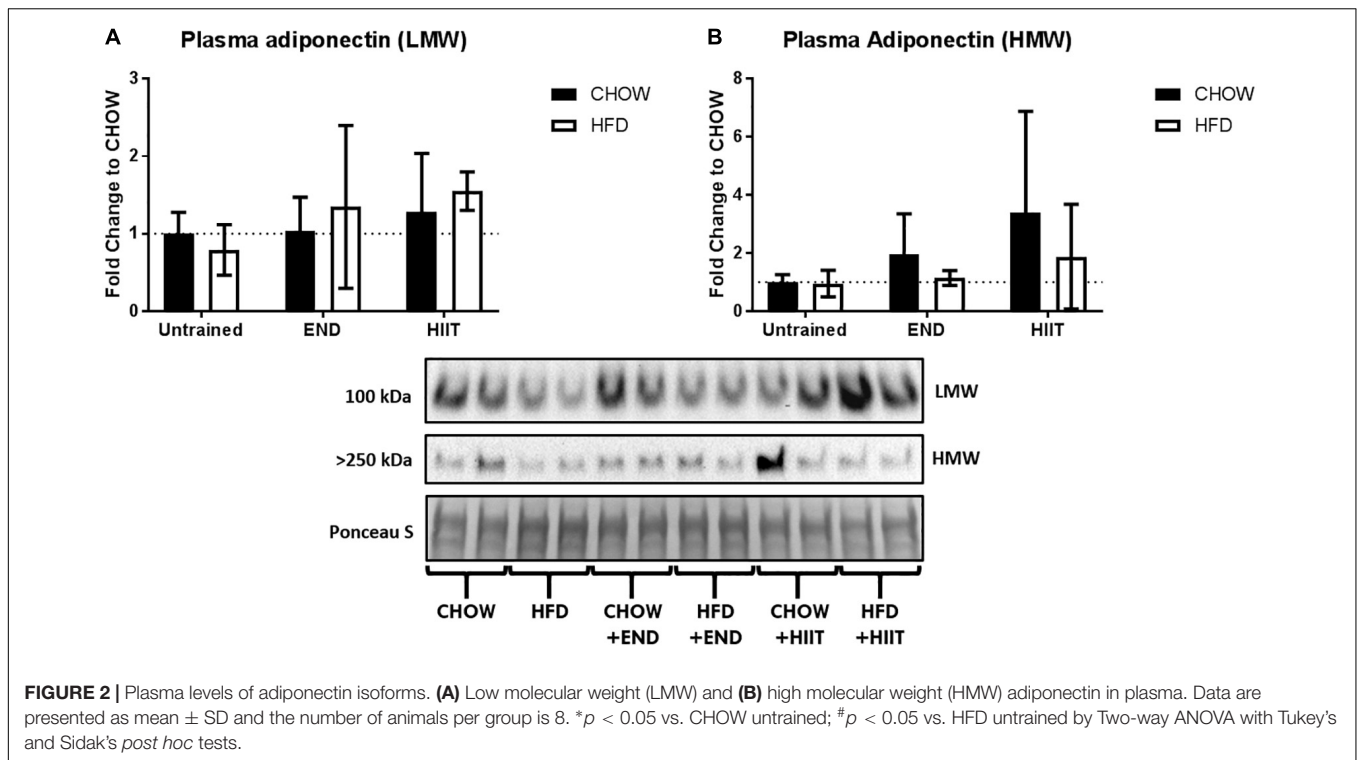 A
Plasma adiponectin (LMW)
Fold Change to CHOW
3
2
1
0
Untrained END HIIT
CHOW
HFD
B
Plasma Adiponectin (HMW)
Fold Change to CHOW
8
6
4
2
0
Untrained END HIIT
CHOW
HFD
100 kDa LMW
>250 kDa HMW
Ponceau S
CHOW HFD CHOW HFD CHOW HFD
+END +END +HIIT +HIIT
FIGURE 2 | Plasma levels of adiponectin isoforms. (A) Low molecular weight (LMW) and (B) high molecular weight (HMW) adiponectin in plasma. Data are
presented as mean ± SD and the number of animals per group is 8. *p < 0.05 vs. CHOW untrained; #p < 0.05 vs. HFD untrained by Two-way ANOVA with Tukey's
and Sidak's post hoc tests.